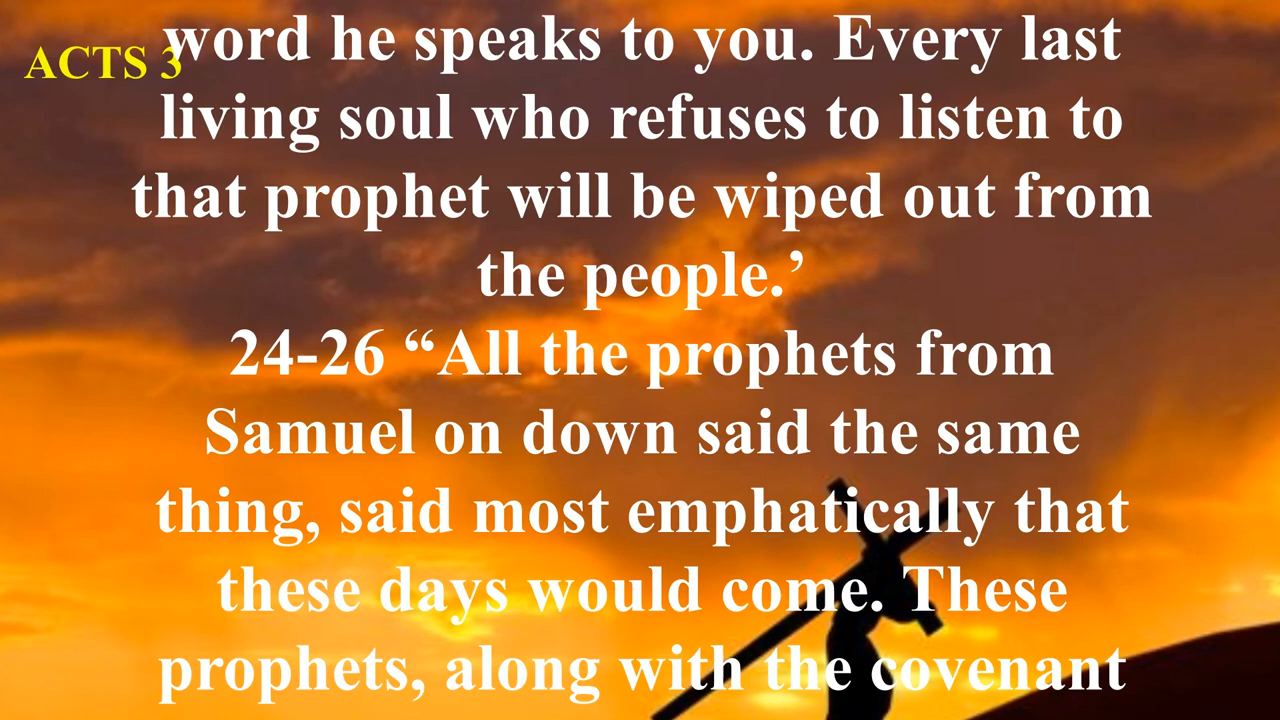 ACTS 3
word he speaks to you. Every last
living soul who refuses to listen to
that prophet will be wiped out from
the people.’
24-26 “All the prophets from
Samuel on down said the same
thing, said most emphatically that
these days would come. These
prophets, along with the covenant